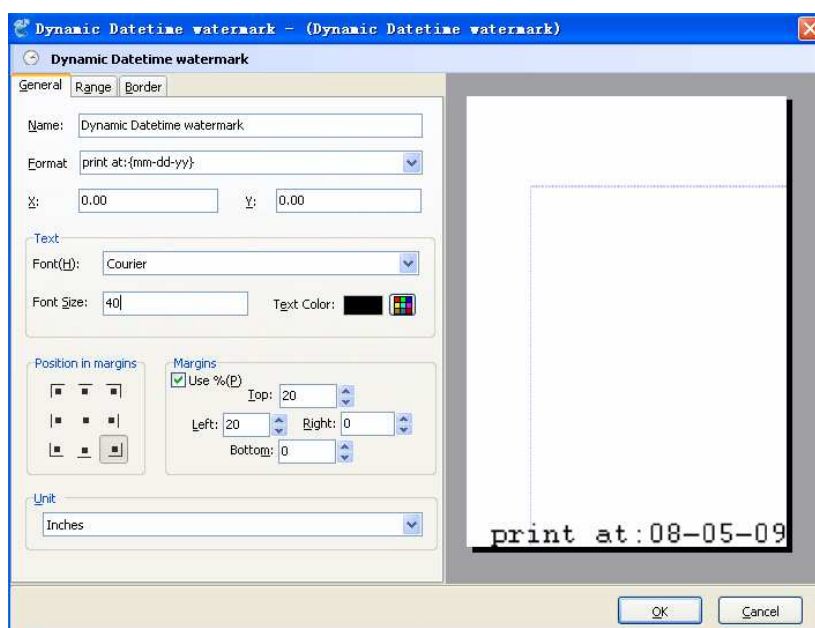 Dynamic Datetime watermark - (Dynamic Datetime watermark)
Dynamic Datetime watermark
General Range Border
Name: Dynamic Datetime watermark
Format print at:{mm-dd-yy}
X: 0.00 Y: 0.00
Text
Font(H): Courier
Font Size: 40 Text Color:
Position in margins
Margins
Use %(P)
Top: 20
Left: 20 Right: 0
Bottom: 0
Unit
Inches
print at:08-05-09
OK Cancel